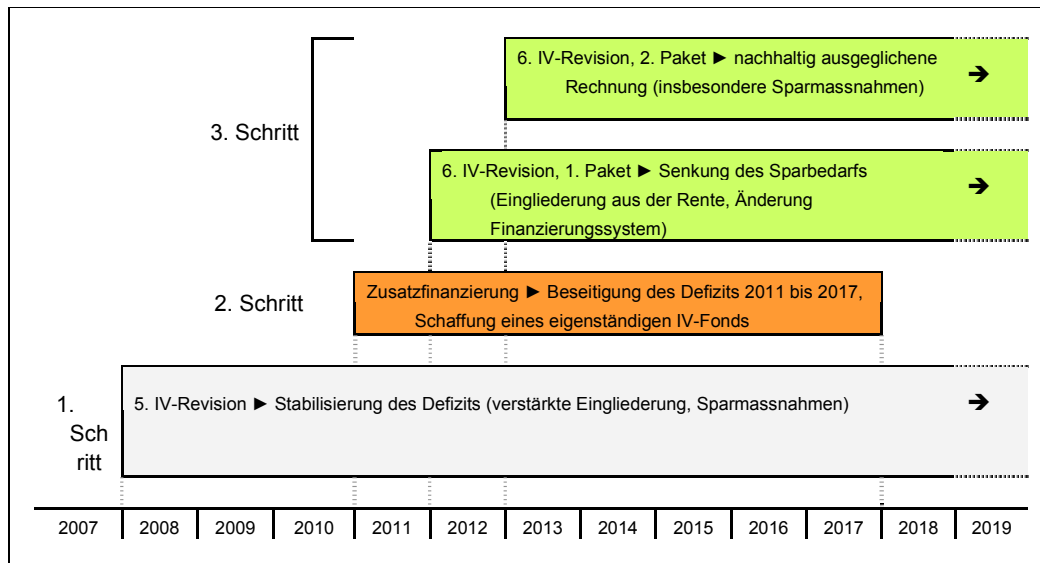 6. IV-Revision, 2. Paket ► nachhaltig ausgeglichene
Rechnung (insbesondere Sparmassnahmen)
➔
3. Schritt
6. IV-Revision, 1. Paket ► Senkung des Sparbedarfs
(Eingliederung aus der Rente, Änderung
Finanzierungssystem)
➔
2. Schritt
Zusatzfinanzierung ► Beseitigung des Defizits 2011 bis 2017,
Schaffung eines eigenständigen IV-Fonds
1.
Sch
ritt
5. IV-Revision ► Stabilisierung des Defizits (verstärkte Eingliederung, Sparmassnahmen)
➔
2007 2008 2009 2010 2011 2012 2013 2014 2015 2016 2017 2018 2019